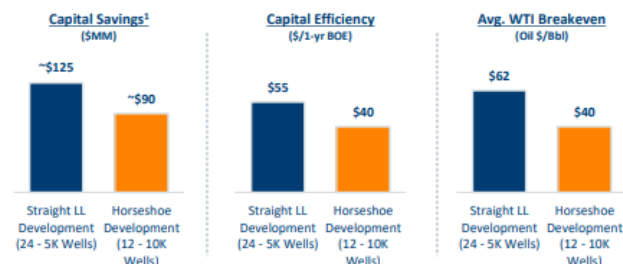 Capital Savings¹
($MM)
~$125
~$90
Straight LL
Development
(24 - 5K Wells)
Horseshoe
Development
(12 - 10K
Wells)
Capital Efficiency
($/1-yr BOE)
$55
$40
Straight LL
Development
(24 - 5K Wells)
Horseshoe
Development
(12 - 10K
Wells)
Avg. WTI Breakeven
(Oil $/Bbl)
$62
$40
Straight LL
Development
(24 - 5K Wells)
Horseshoe
Development
(12 - 10K
Wells)